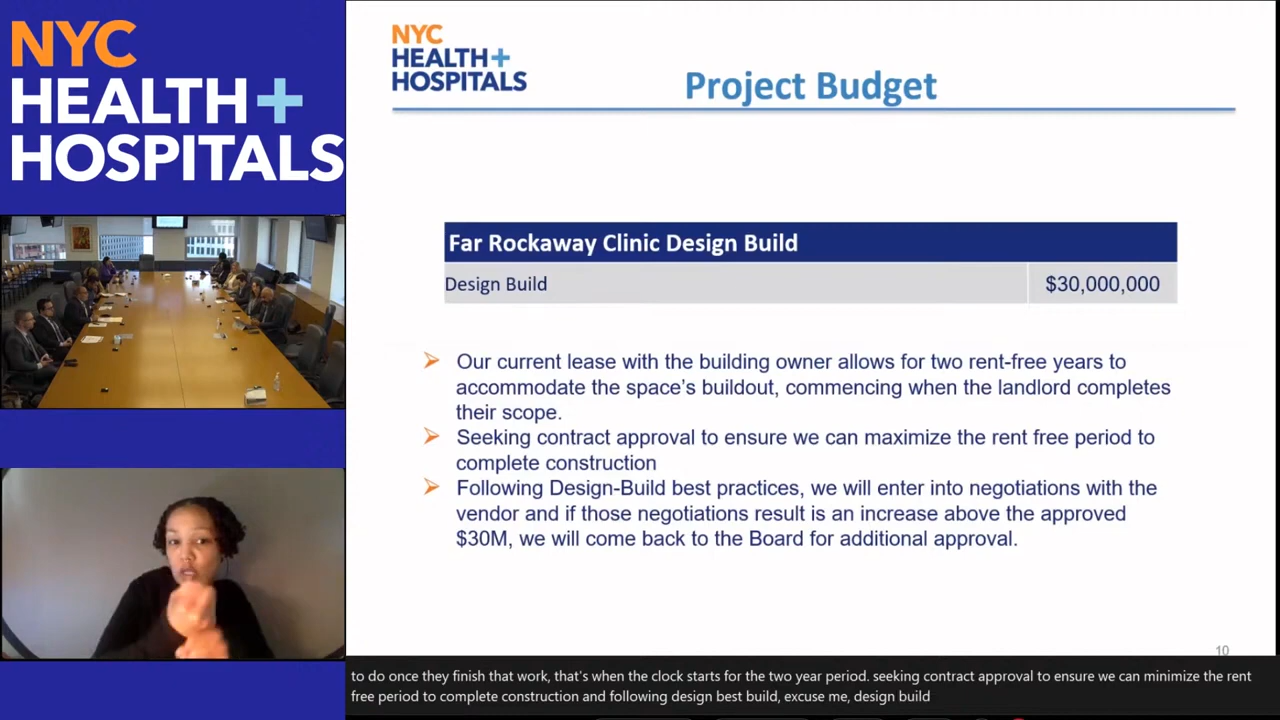 NYC
HEALTH+
HOSPITALS
NYC
HEALTH+
HOSPITALS
Project Budget
Far Rockaway Clinic Design Build
Design Build $30,000,000
Our current lease with the building owner allows for two rent-free years to
accommodate the space's buildout, commencing when the landlord completes
their scope.
Seeking contract approval to ensure we can maximize the rent free period to
complete construction
Following Design-Build best practices, we will enter into negotiations with the
vendor and if those negotiations result is an increase above the approved
$30M, we will come back to the Board for additional approval.
10
to do once they finish that work, that's when the clock starts for the two year period. seeking contract approval to ensure we can minimize the rent
free period to complete construction and following design best build, excuse me, design build